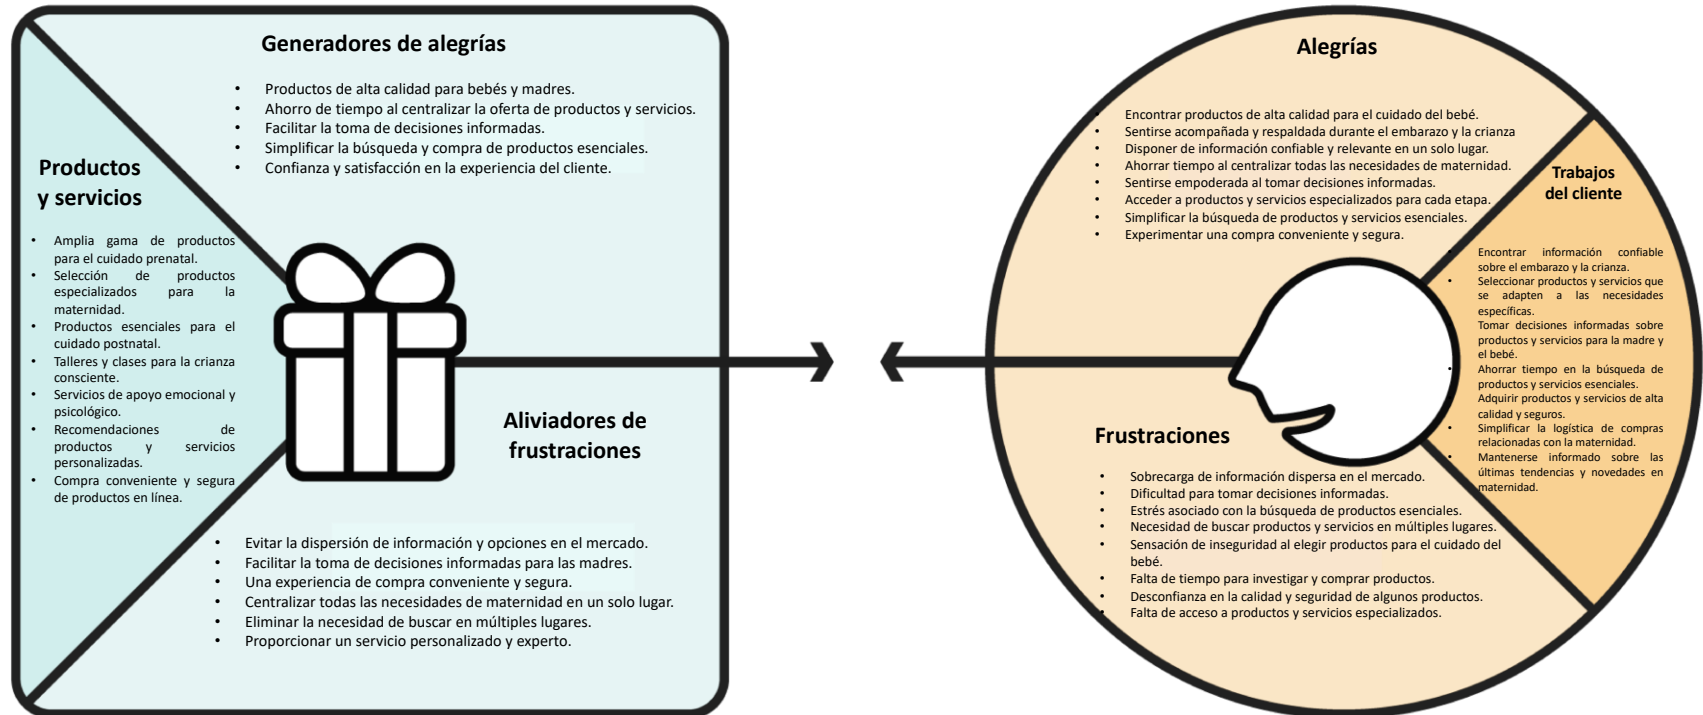 Generadores de alegrías
• Productos de alta calidad para bebés y madres.
• Ahorro de tiempo al centralizar la oferta de productos y servicios.
• Facilitar la toma de decisiones informadas.
• Simplificar la búsqueda y compra de productos esenciales.
• Confianza y satisfacción en la experiencia del cliente.
Productos
y servicios
• Amplia gama de productos
para el cuidado prenatal.
• Selección de productos
especializados para la
maternidad.
• Productos esenciales para el
cuidado postnatal.
• Talleres y clases para la crianza
consciente.
• Servicios de apoyo emocional y
psicológico.
• Recomendaciones de
productos y servicios
personalizadas.
• Compra conveniente y segura
de productos en línea.
Aliviadores de
frustraciones
• Evitar la dispersión de información y opciones en el mercado.
• Facilitar la toma de decisiones informadas para las madres.
• Una experiencia de compra conveniente y segura.
• Centralizar todas las necesidades de maternidad en un solo lugar.
• Eliminar la necesidad de buscar en múltiples lugares.
• Proporcionar un servicio personalizado y experto.
Alegrías
• Encontrar productos de alta calidad para el cuidado del bebé.
• Sentirse acompañada y respaldada durante el embarazo y la crianza
• Disponer de información confiable y relevante en un solo lugar.
• Ahorrar tiempo al centralizar todas las necesidades de maternidad.
• Sentirse empoderada al tomar decisiones informadas.
• Acceder a productos y servicios especializados para cada etapa.
• Simplificar la búsqueda de productos y servicios esenciales.
• Experimentar una compra conveniente y segura.
Trabajos
del cliente
• Encontrar información confiable
sobre el embarazo y la crianza.
• Seleccionar productos y servicios que
se adapten a las necesidades
específicas.
Tomar decisiones informadas sobre
productos y servicios para la madre y
el bebé.
• Ahorrar tiempo en la búsqueda de
productos y servicios esenciales.
Adquirir productos y servicios de alta
calidad y seguros.
• Simplificar la logística de compras
relacionadas con la maternidad.
• Mantenerse informado sobre las
últimas tendencias y novedades en
maternidad.
Frustraciones
• Sobrecarga de información dispersa en el mercado.
• Dificultad para tomar decisiones informadas.
• Estrés asociado con la búsqueda de productos esenciales.
• Necesidad de buscar productos y servicios en múltiples lugares.
• Sensación de inseguridad al elegir productos para el cuidado del
bebé.
• Falta de tiempo para investigar y comprar productos.
• Desconfianza en la calidad y seguridad de algunos productos.
• Falta de acceso a productos y servicios especializados.